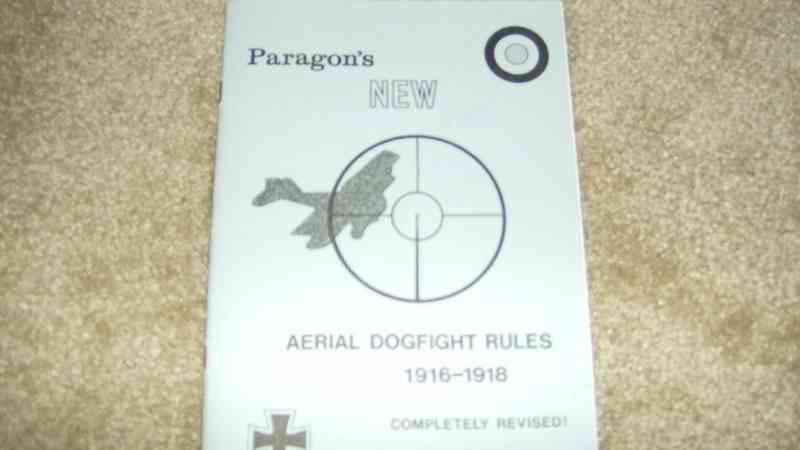 Paragon's
NEW
AERIAL DOGFIGHT RULES
1916-1918
COMPLETELY REVISED!